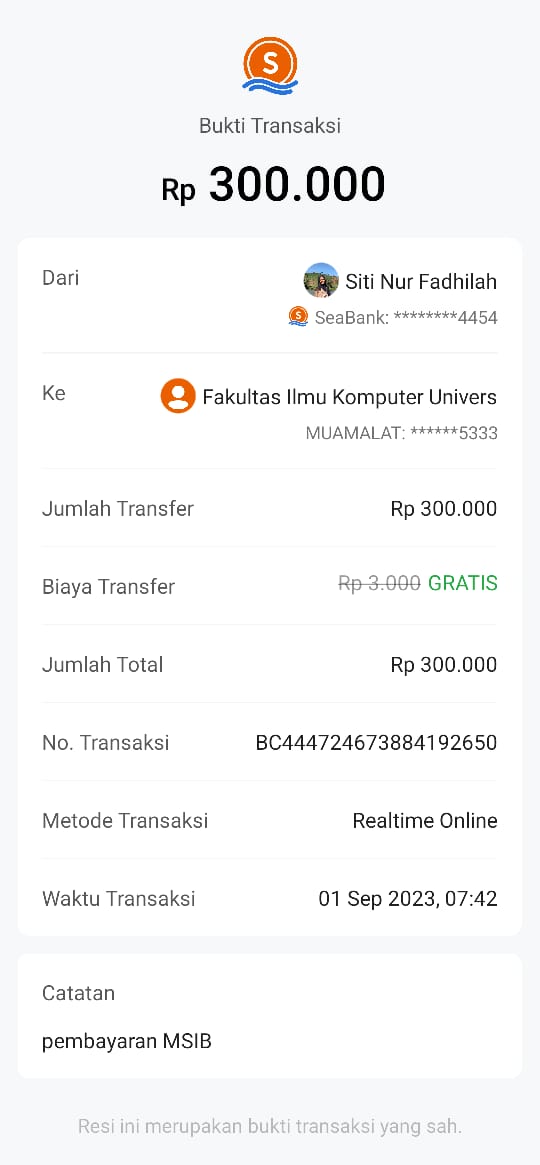 S
Bukti Transaksi
Rp 300.000
Dari
Siti Nur Fadhilah
S SeaBank: ********4454
Ke
Fakultas Ilmu Komputer Univers
MUAMALAT: ******5333
Jumlah Transfer Rp 300.000
Biaya Transfer Rp 3.000 GRATIS
Jumlah Total Rp 300.000
No. Transaksi BC444724673884192650
Metode Transaksi Realtime Online
Waktu Transaksi 01 Sep 2023, 07:42
Catatan
pembayaran MSIB
Resi ini merupakan bukti transaksi yang sah.